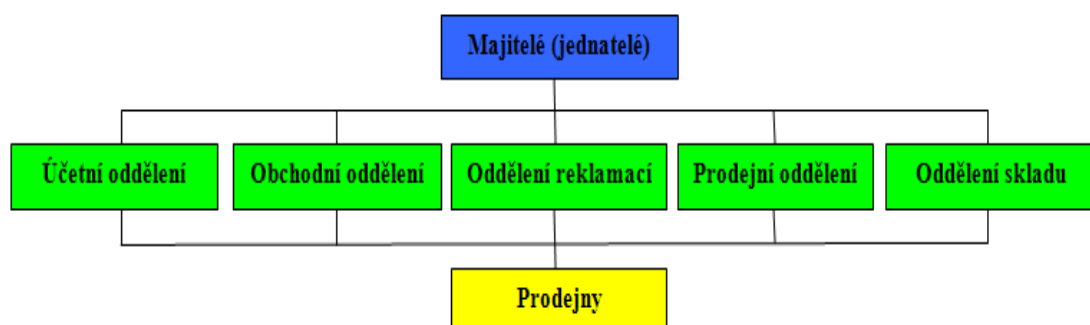 Majitelé (jednatelé)
Účetní oddělení
Obchodní oddělení
Oddělení reklamací
Prodejní oddělení
Oddělení skladu
Prodejny